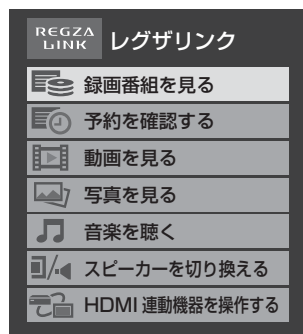 REGZA
LINK レグザリンク
録画番組を見る
予約を確認する
動画を見る
写真を見る
音楽を聴く
スピーカーを切り換える
HDMI 連動機器を操作する